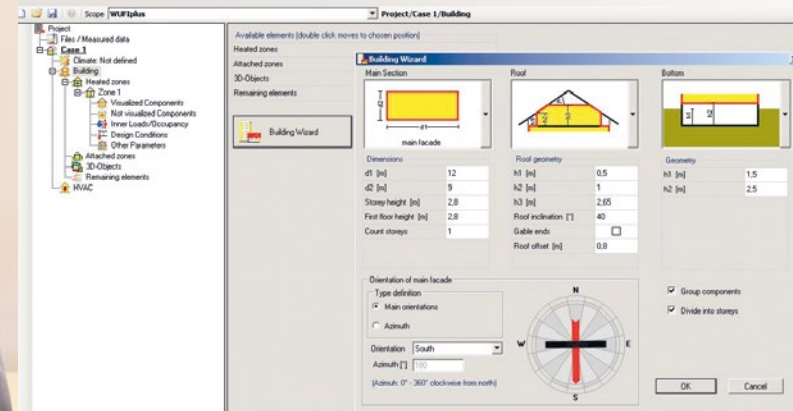 Scope WUFIplus Project/Case 1/Building
Project
Files / Measured data
Case 1
Climate: Not defined
Building
Heated zones
Zone 1
Visualized Components
Not visualized Components
Inner Loads/Occupancy
Design Conditions
Other Parameters
Attached zones
3D-Objects
Remaining elements
HVAC
Available elements (double click moves to chosen position)
Heated zones
Attached zones
3D-Objects
Remaining elements
Building Wizard
Building Wizard
Main Section
d2
d1
main facade
Dimensions
d1 [m] 12
d2 [m] 9
Storey height [m] 2,8
First floor height [m] 2,8
Count storeys 1
Roof
h1
h2
h3
Roof geometry
h1 [m] 0,5
h2 [m] 1
h3 [m] 2,65
Roof inclination [°] 40
Gable ends
Roof offset [m] 0,8
Bottom
h1
h2
Geometry
h1 [m] 1,5
h2 [m] 2,5
Orientation of main facade
Type definition
Main orientations
Azimuth
Orientation South
Azimuth [°] 180
(Azimuth: 0° - 360° clockwise from north)
N
W
E
S
Group components
Divide into storeys
OK Cancel